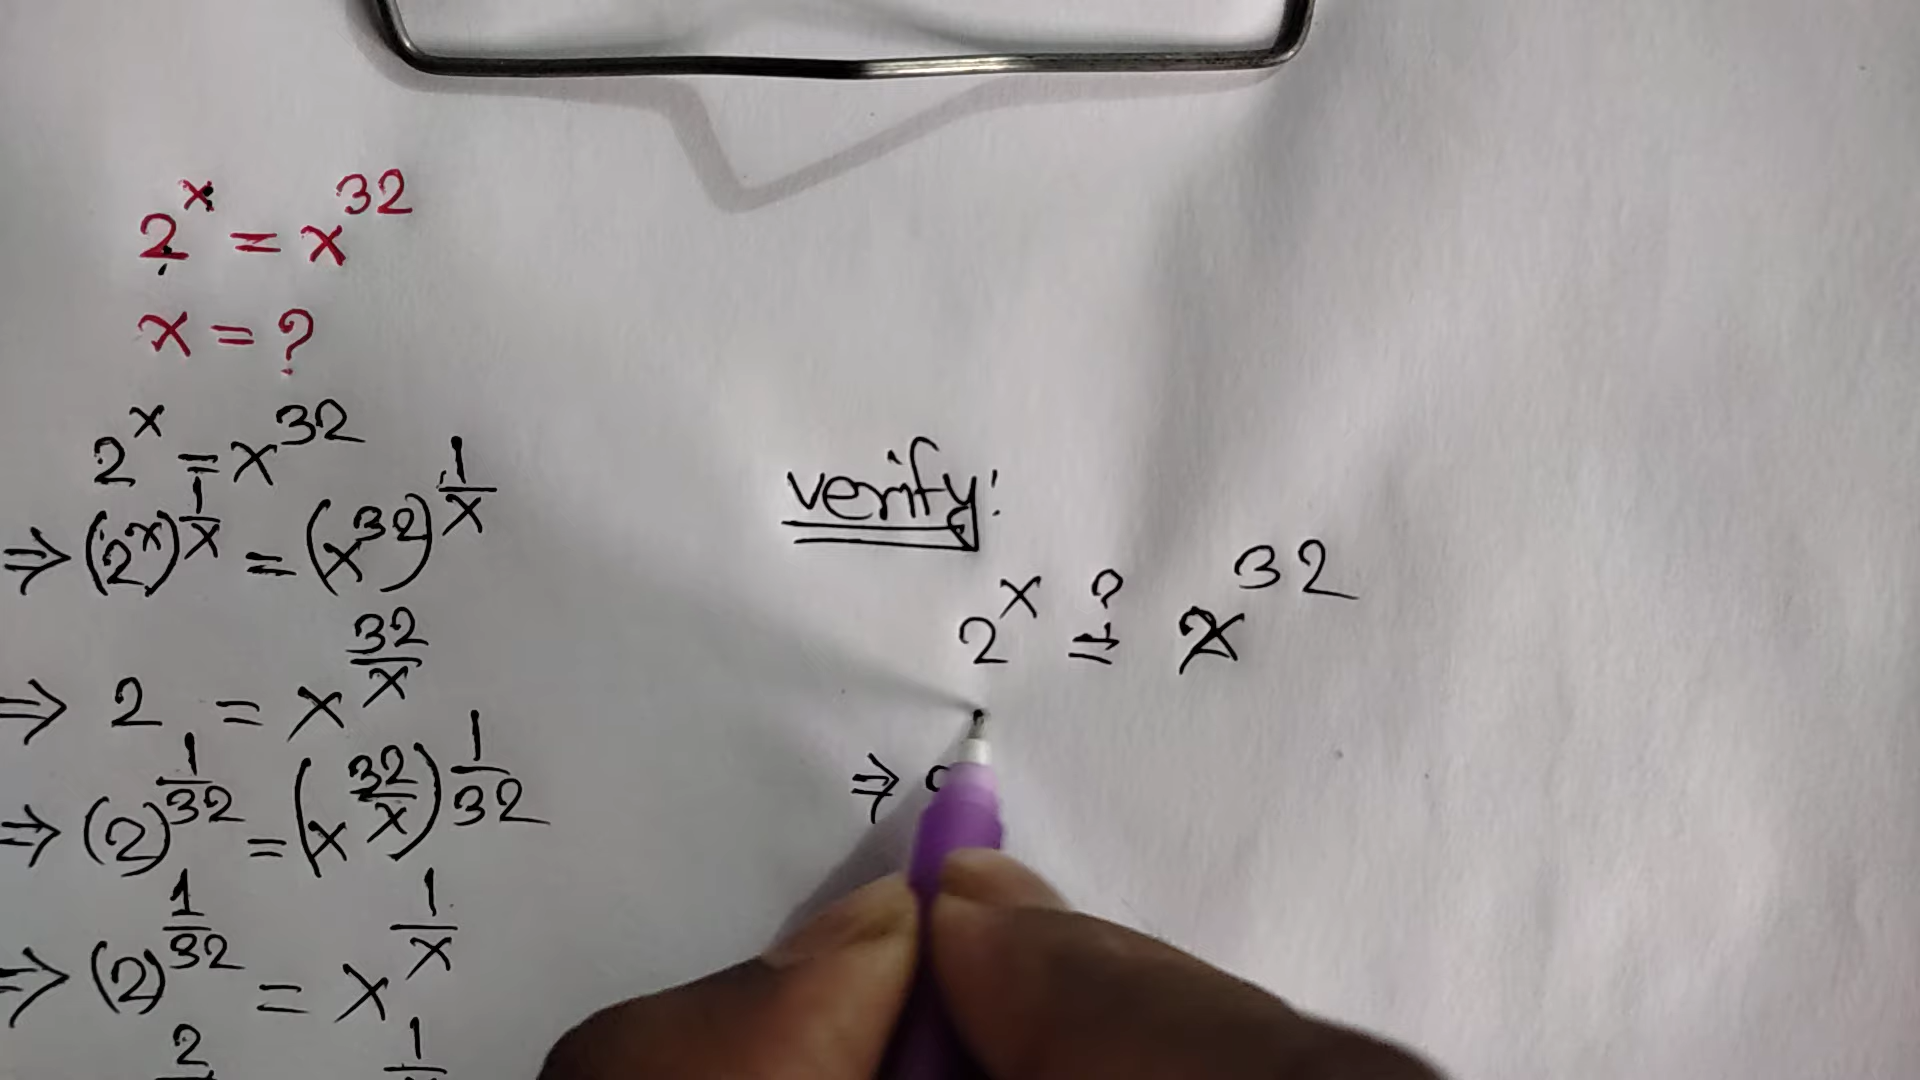 2^x = x^32
x = ?
2^x = x^32
⇒ (2^x)^(1/x) = (x^32)^(1/x)
⇒ 2 = x^(32/x)
⇒ (2)^(1/32) = (x^(32/x))^(1/32)
⇒ (2)^(1/32) = x^(1/x)
verify:
2^x ?= x^32
⇒